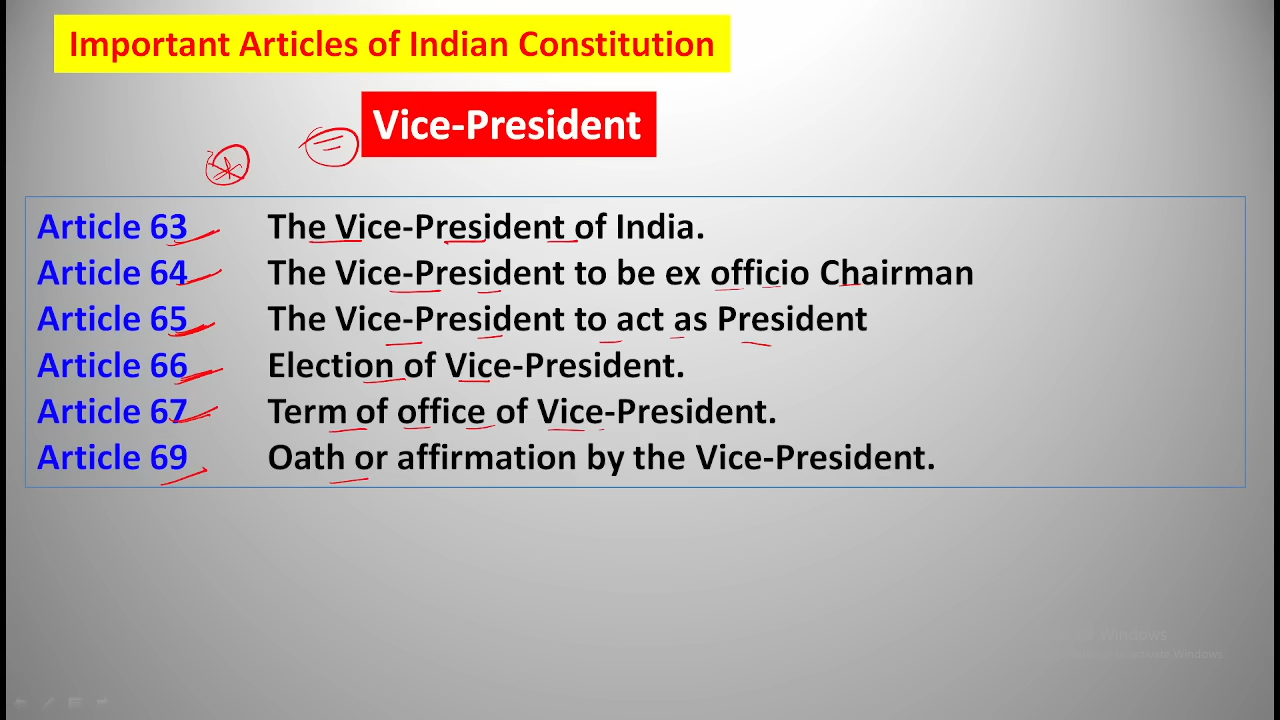 Important Articles of Indian Constitution
Vice-President
Article 63 The Vice-President of India.
Article 64 The Vice-President to be ex officio Chairman
Article 65 The Vice-President to act as President
Article 66 Election of Vice-President.
Article 67 Term of office of Vice-President.
Article 69 Oath or affirmation by the Vice-President.
Windows
Windows.